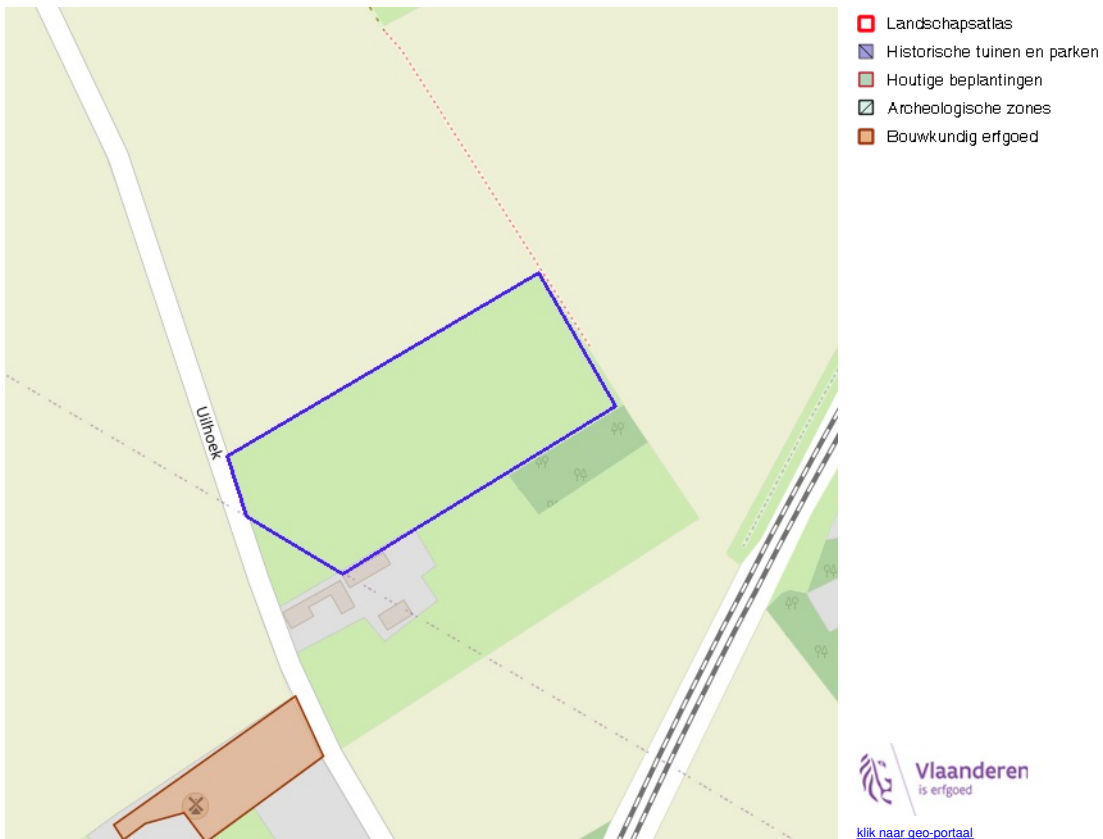 Uilhoek
Landschapsatlas
Historische tuinen en parken
Houtige beplantingen
Archeologische zones
Bouwkundig erfgoed
Vlaanderen
is erfgoed
klik naar geo-portaal